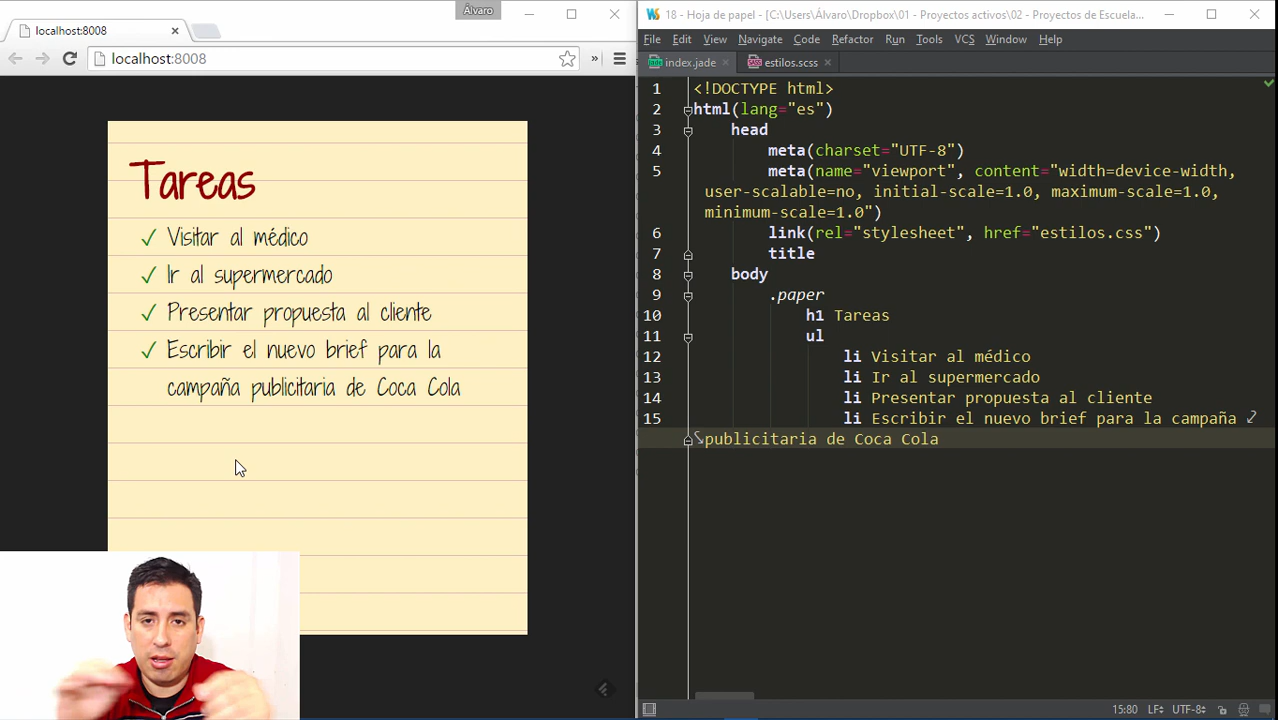 Álvaro
localhost:8008
localhost:8008
Tareas
✓ Visitar al médico
✓ Ir al supermercado
✓ Presentar propuesta al cliente
✓ Escribir el nuevo brief para la
campaña publicitaria de Coca Cola
WS 18 - Hoja de papel - [C:\Users\Álvaro\Dropbox\01 - Proyectos activos\02 - Proyectos de Escuela...
File Edit View Navigate Code Refactor Run Tools VCS Window Help
index.jade estilos.scss
1 <!DOCTYPE html>
2 html(lang="es")
3 head
4 meta(charset="UTF-8")
5 meta(name="viewport", content="width=device-width,
user-scalable=no, initial-scale=1.0, maximum-scale=1.0,
minimum-scale=1.0")
6 link(rel="stylesheet", href="estilos.css")
7 title
8 body
9 .paper
10 h1 Tareas
11 ul
12 li Visitar al médico
13 li Ir al supermercado
14 li Presentar propuesta al cliente
15 li Escribir el nuevo brief para la campaña
publicitaria de Coca Cola
15:80 LF UTF-8